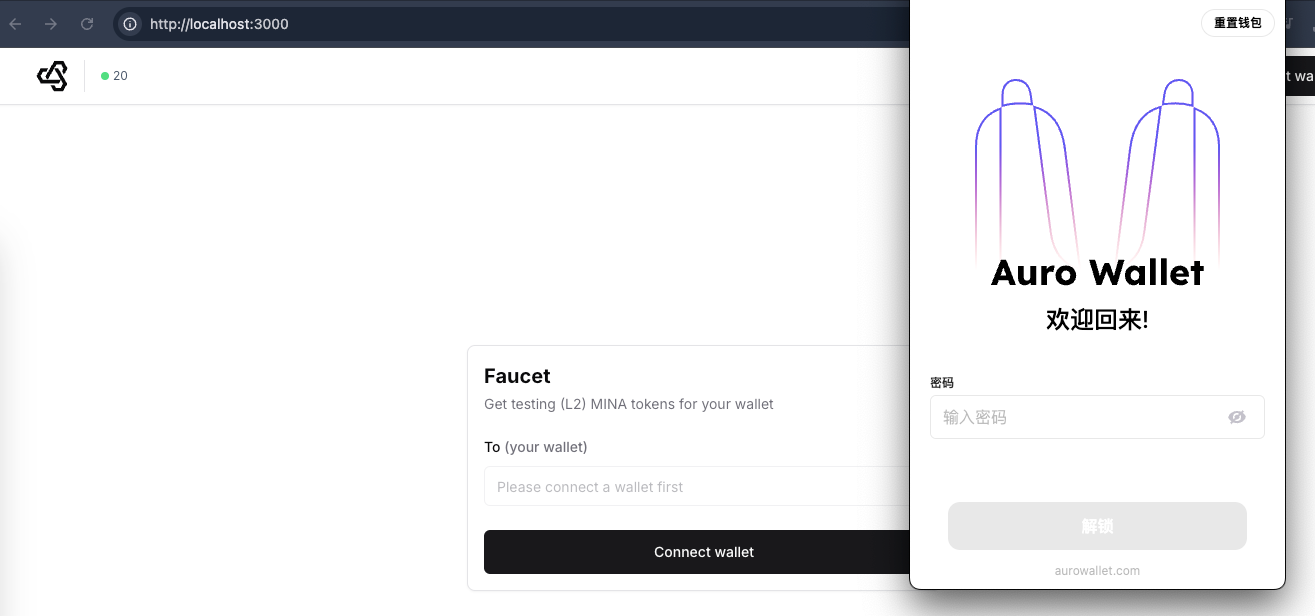 http://localhost:3000
20
Faucet
Get testing (L2) MINA tokens for your wallet
To (your wallet)
Please connect a wallet first
Connect wallet
重置钱包
t wa
Auro Wallet
欢迎回来!
密码
输入密码
解锁
aurowallet.com